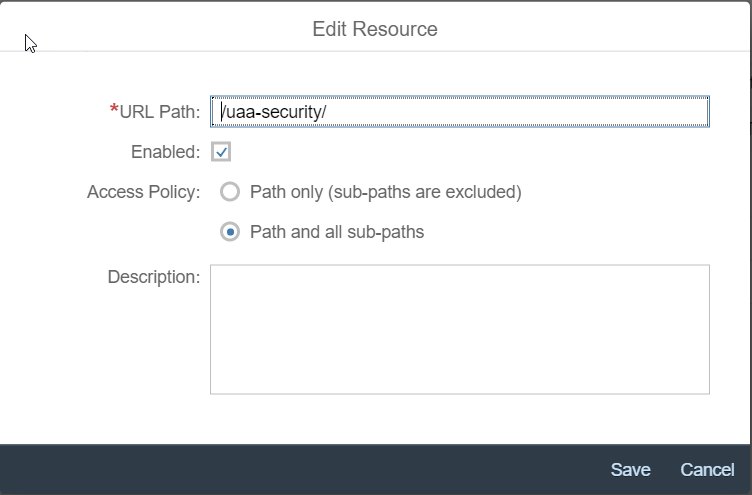 Edit Resource
*URL Path: /uaa-security/
Enabled:
Access Policy: Path only (sub-paths are excluded)
Path and all sub-paths
Description:
Save Cancel